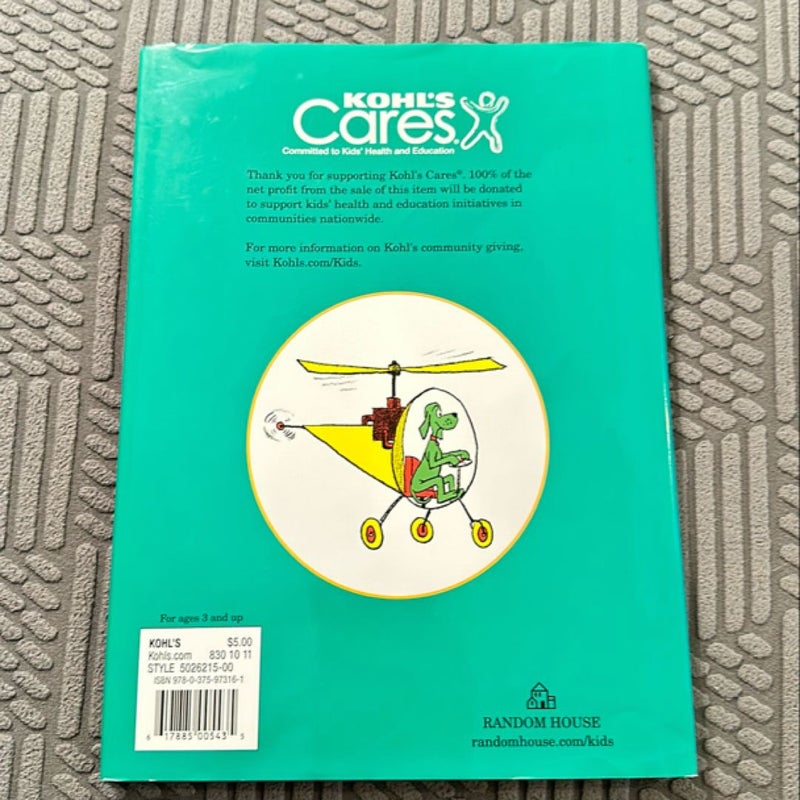 KOHL'S
Cares®
Committed to Kids' Health and Education
Thank you for supporting Kohl's Cares®. 100% of the
net profit from the sale of this item will be donated
to support kids' health and education initiatives in
communities nationwide.
For more information on Kohl's community giving,
visit Kohls.com/Kids.
For ages 3 and up
KOHL'S $5.00
Kohls.com 830 10 11
STYLE 5026215-00
ISBN 978-0-375-97316-1
6 17885 00543 5
RANDOM HOUSE
randomhouse.com/kids